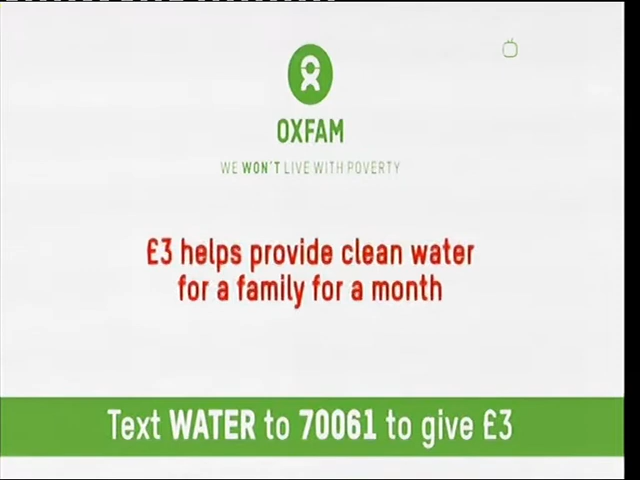 OXFAM
WE WON'T LIVE WITH POVERTY
£3 helps provide clean water
for a family for a month
Text WATER to 70061 to give £3